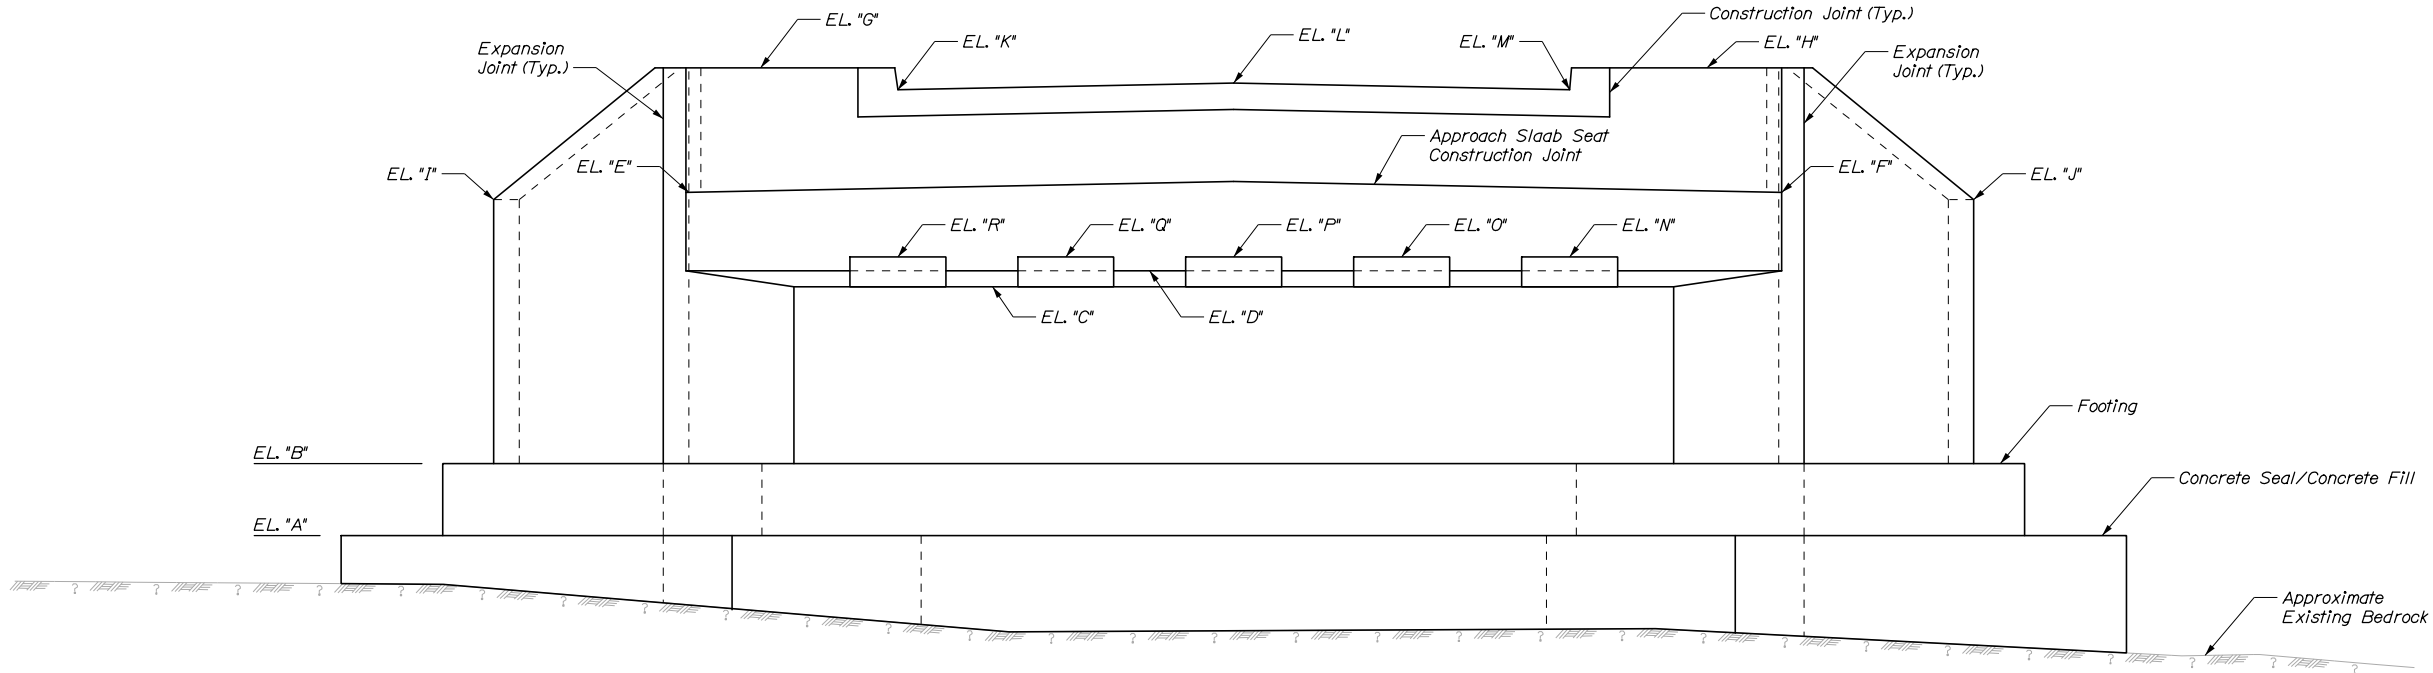 EL. "G"
Construction Joint (Typ.)
EL. "K"
EL. "L"
EL. "M"
EL. "H"
Expansion
Joint (Typ.)
Expansion
Joint (Typ.)
Approach Slaab Seat
Construction Joint
EL. "I"
EL. "E"
EL. "F"
EL. "J"
EL. "R"
EL. "Q"
EL. "P"
EL. "O"
EL. "N"
EL. "C"
EL. "D"
Footing
EL. "B"
Concrete Seal/Concrete Fill
EL. "A"
Approximate
Existing Bedrock